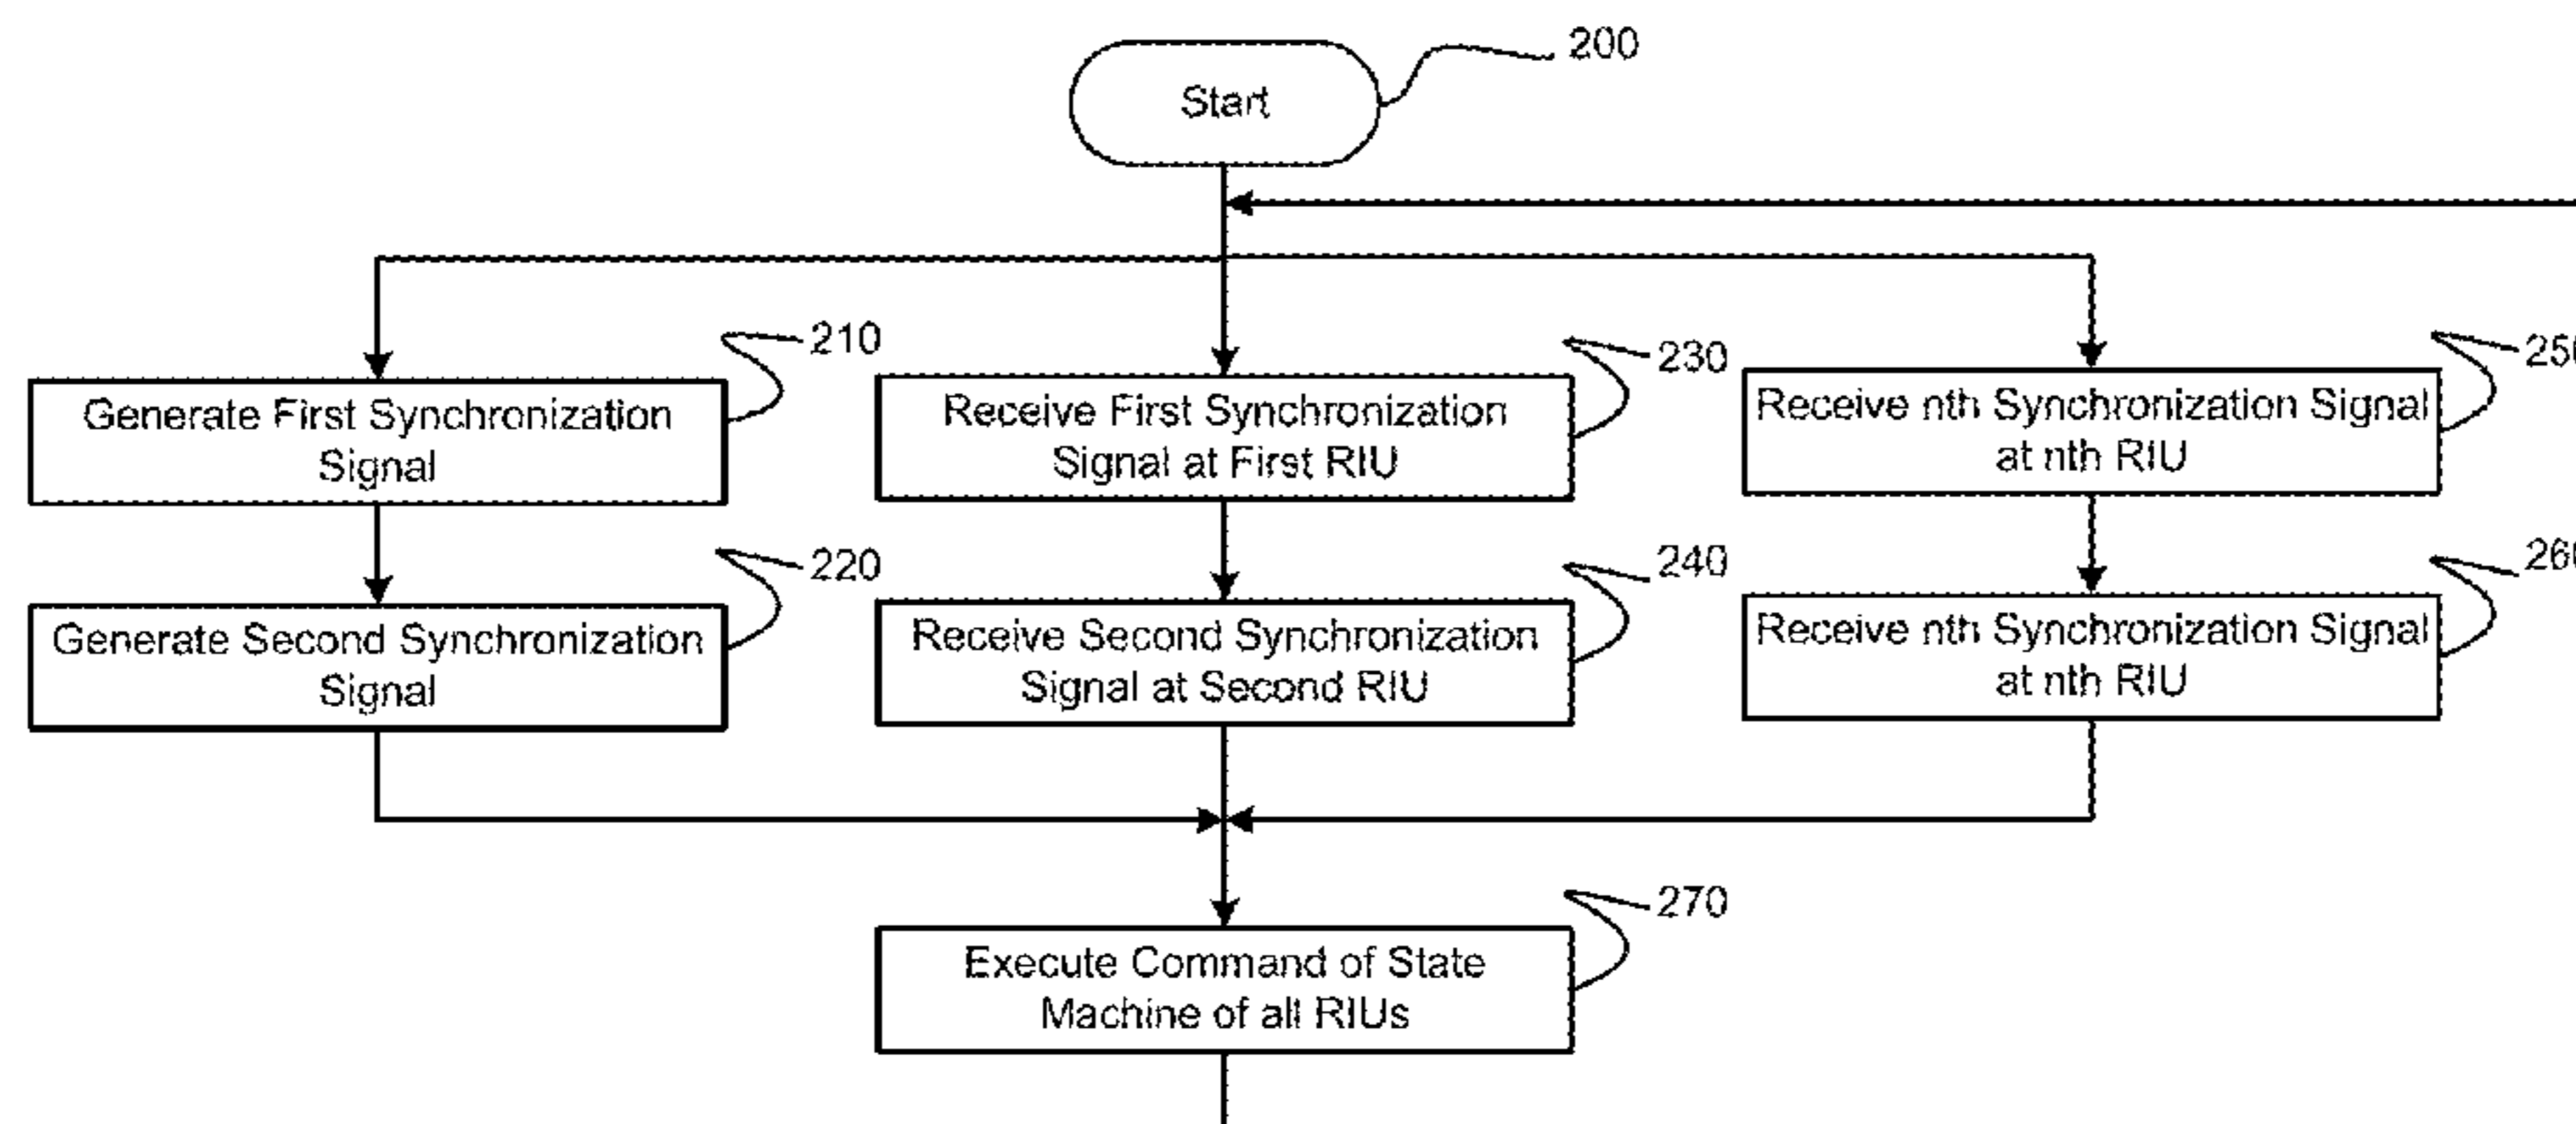 Start
200
Generate First Synchronization
Signal
210
Receive First Synchronization
Signal at First RIU
230
Receive nth Synchronization Signal
at nth RIU
Generate Second Synchronization
Signal
220
Receive Second Synchronization
Signal at Second RIU
240
Receive nth Synchronization Signal
at nth RIU
Execute Command of State
Machine of all RIUs
270